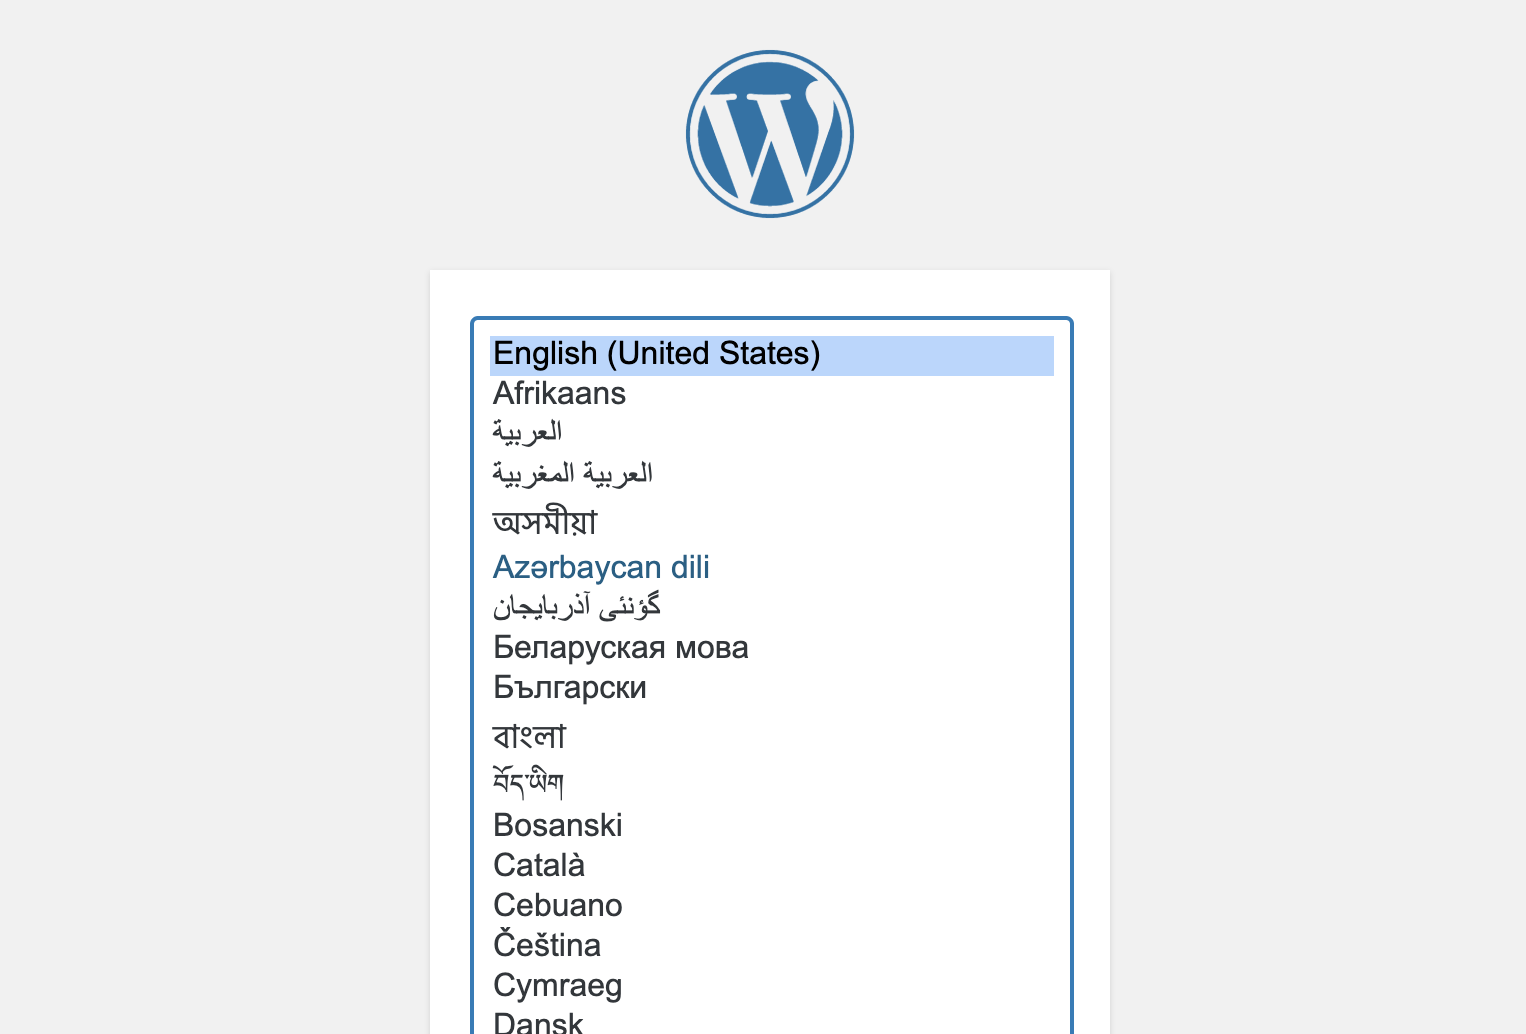 English (United States)
Afrikaans
العربية
العربية المغربية
অসমীয়া
Azərbaycan dili
گؤنئی آذربایجان
Беларуская мова
Български
বাংলা
བོད་ཡིག
Bosanski
Català
Cebuano
Čeština
Cymraeg
Dansk